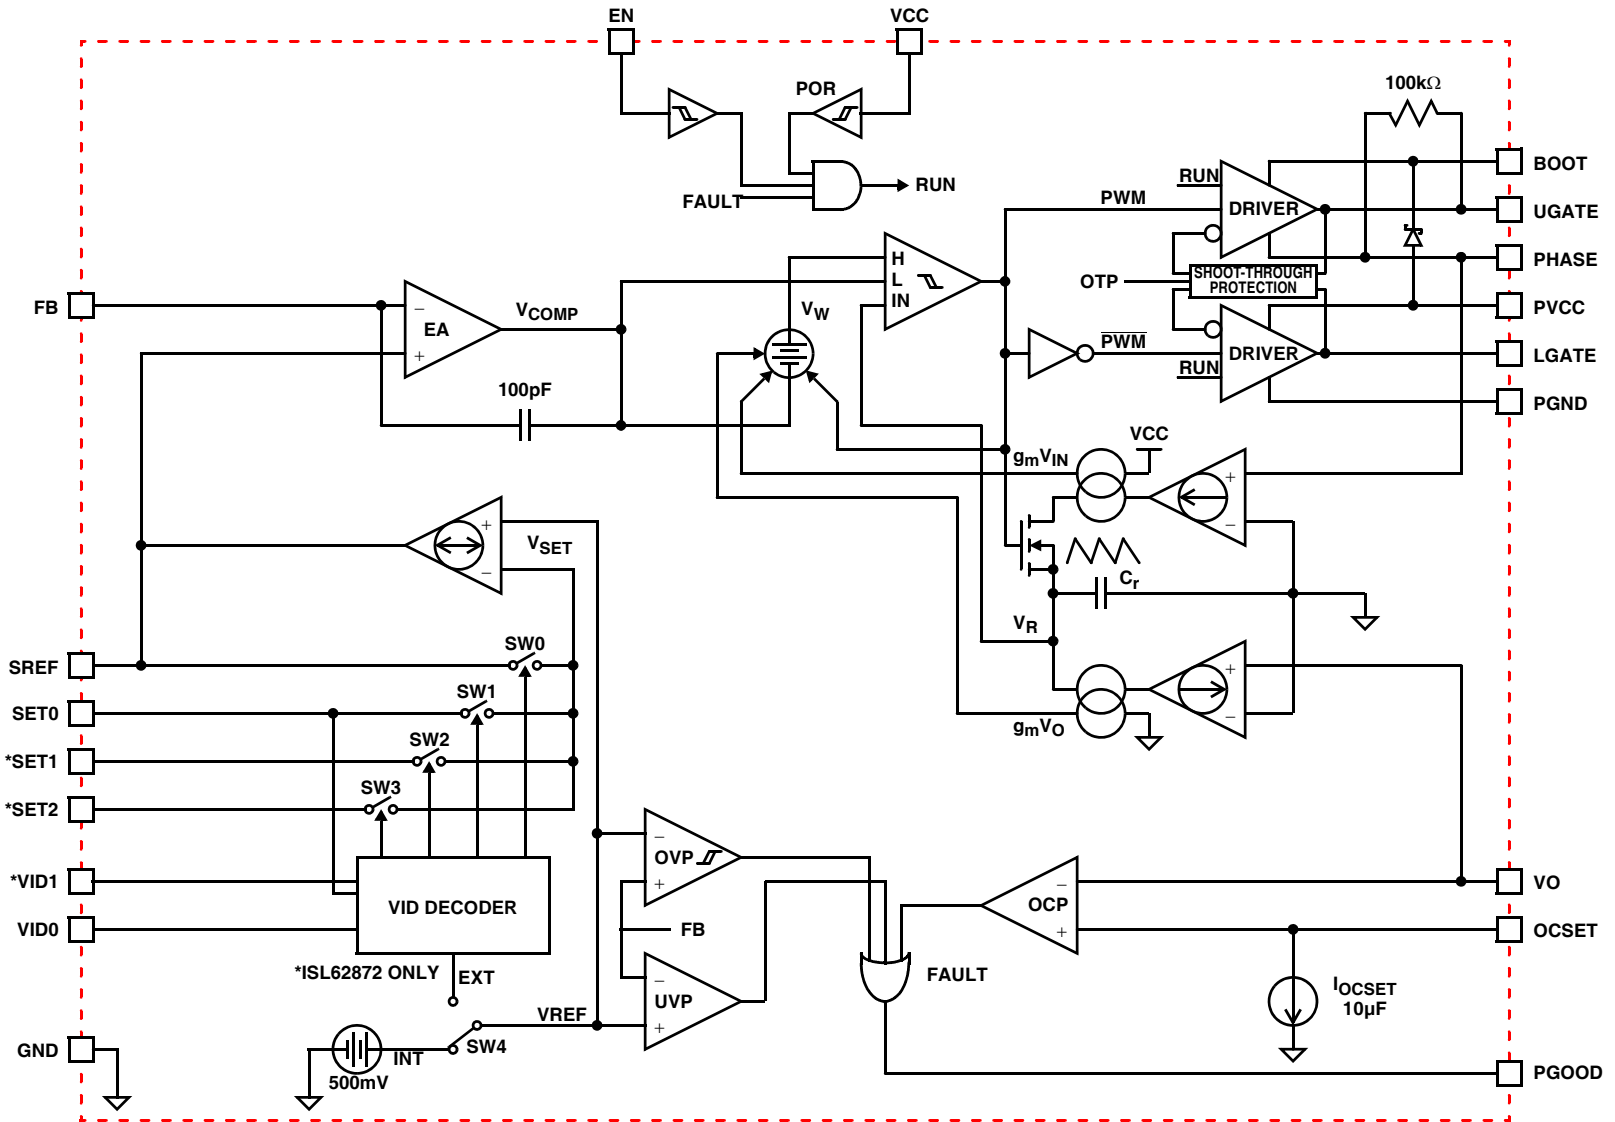 EN
VCC
POR
100kΩ
BOOT
RUN
RUN
FAULT
PWM
DRIVER
UGATE
H
L
IN
PHASE
OTP
SHOOT-THROUGH
PROTECTION
FB
−
EA
+
VCOMP
VW
PVCC
PWM
DRIVER
LGATE
RUN
100pF
PGND
VCC
gmVIN
+
−
+
−
VSET
Cr
VR
SW0
SREF
SW1
SET0
+
−
gmVO
SW2
*SET1
SW3
*SET2
−
OVP
+
*VID1
VID DECODER
VID0
FB
−
OCP
+
VO
OCSET
*ISL62872 ONLY
EXT
−
UVP
+
FAULT
IOCSET
10µF
VREF
SW4
GND
INT
500mV
PGOOD